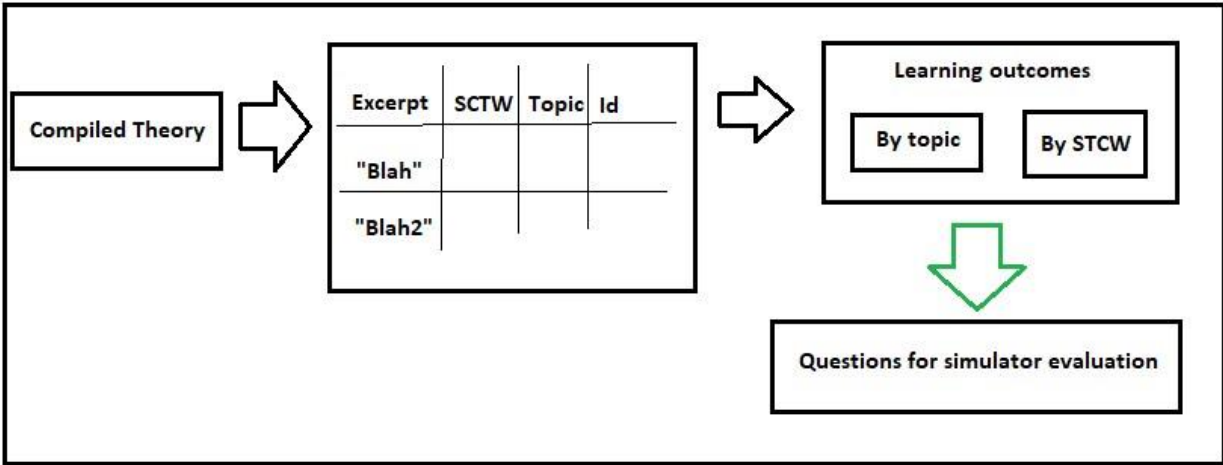 Compiled Theory
Excerpt SCTW Topic Id
"Blah"
"Blah2"
Learning outcomes
By topic By STCW
Questions for simulator evaluation